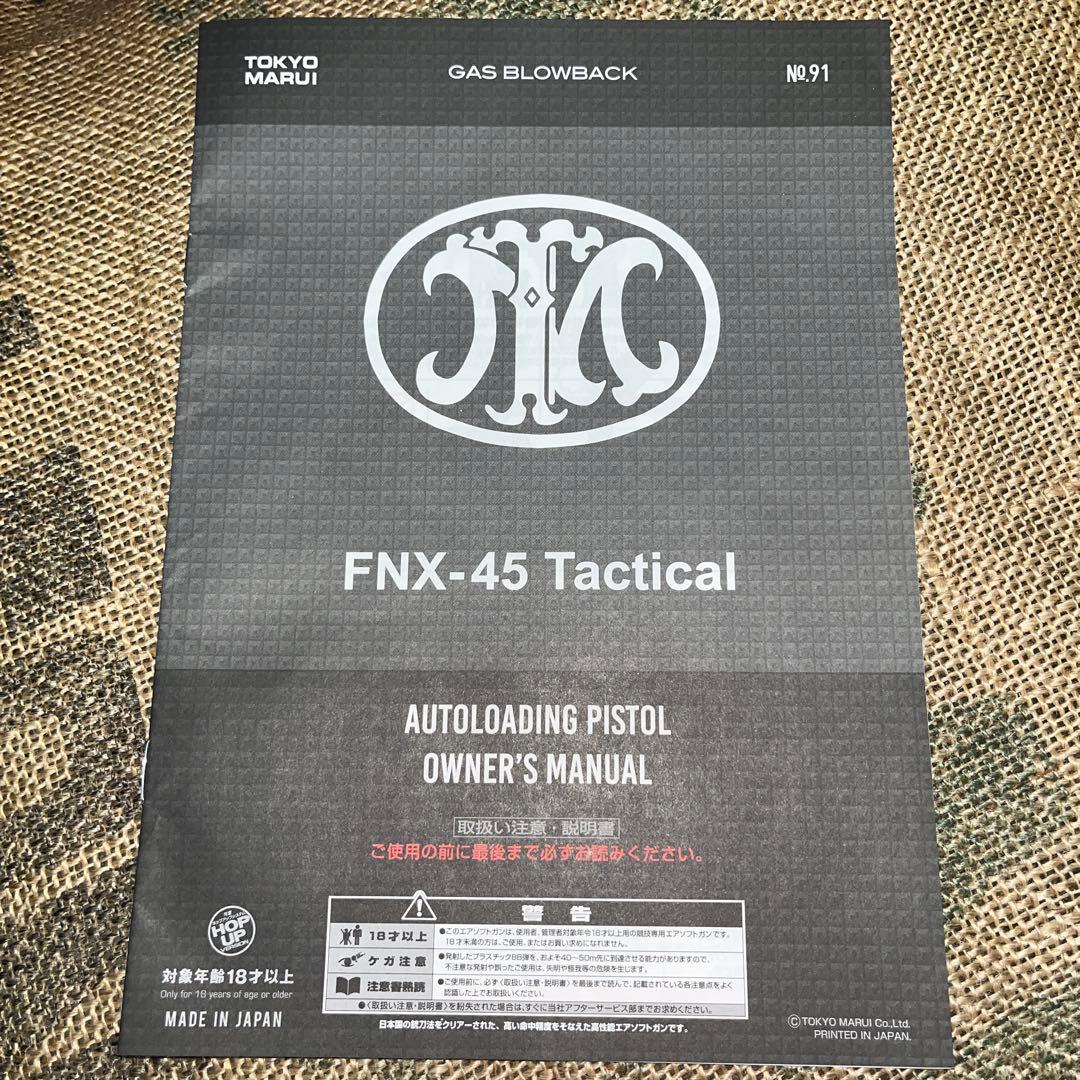 TOKYO
MARUI
GAS BLOWBACK
№.91
FN
FNX-45 Tactical
AUTOLOADING PISTOL
OWNER'S MANUAL
取扱い注意・説明書
ご使用の前に最後まで必ずお読みください。
警告
18才以上
●このエアソフトガンは、使用者、管理者対象年令18才以上用の競技専用エアソフトガンです。
18才未満の方は、ご使用、またはお買い求めになれません。
ケガ注意
●発射したプラスチックBB弾を、およそ40〜50m先に到達させる能力がありますので、
不注意な発射や誤ったご使用は、失明や怪我等の危険を生じます。
注意書熟読
●ご使用前に、必ず〈取扱い注意・説明書〉を最後まで読んで、記載されている各注意点をよく
認識した上でお取扱いください。
●〈取扱い注意・説明書〉を紛失された場合は、すぐに当社アフターサービス部までお求めください。
日本国の銃刀法をクリアーされた、高い命中精度をそなえた高性能エアソフトガンです。
HOP
UP
VERSION
対象年齢18才以上
Only for 18 years of age or older
MADE IN JAPAN
©TOKYO MARUI Co.,Ltd.
PRINTED IN JAPAN.